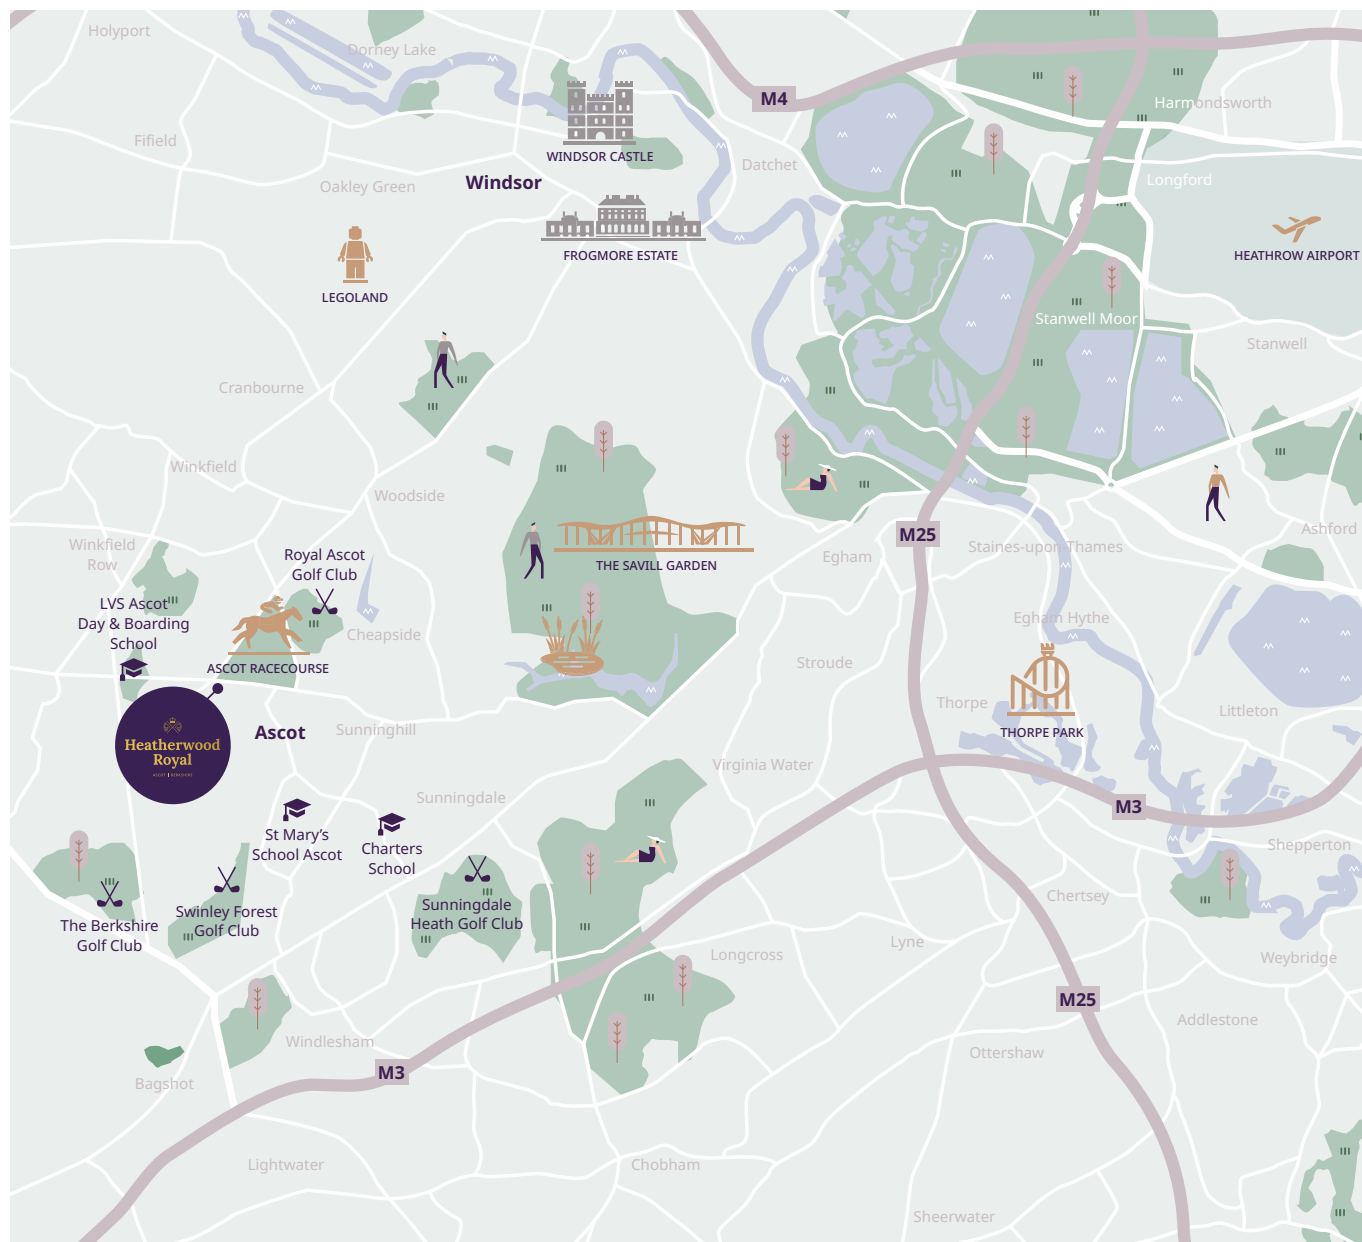 Holyport
Dorney Lake
M4
Harmondsworth
Fifield
WINDSOR CASTLE
Datchet
Oakley Green
Windsor
Longford
FROGMORE ESTATE
HEATHROW AIRPORT
LEGOLAND
Stanwell Moor
Stanwell
Cranbourne
Winkfield
Woodside
Winkfield
Row
Royal Ascot
Golf Club
THE SAVILL GARDEN
Egham
M25
Staines-upon-Thames
Ashford
LVS Ascot
Day & Boarding
School
Cheapside
Egham Hythe
ASCOT RACECOURSE
Stroude
Thorpe
Littleton
Heatherwood
Royal
ASCOT | BERKSHIRE
Ascot
Sunninghill
THORPE PARK
Virginia Water
Sunningdale
M3
St Mary’s
School Ascot
Charters
School
Shepperton
The Berkshire
Golf Club
Swinley Forest
Golf Club
Sunningdale
Heath Golf Club
Chertsey
Lyne
Longcross
Weybridge
M25
Addlestone
Windlesham
Ottershaw
M3
Bagshot
Lightwater
Chobham
Sheerwater